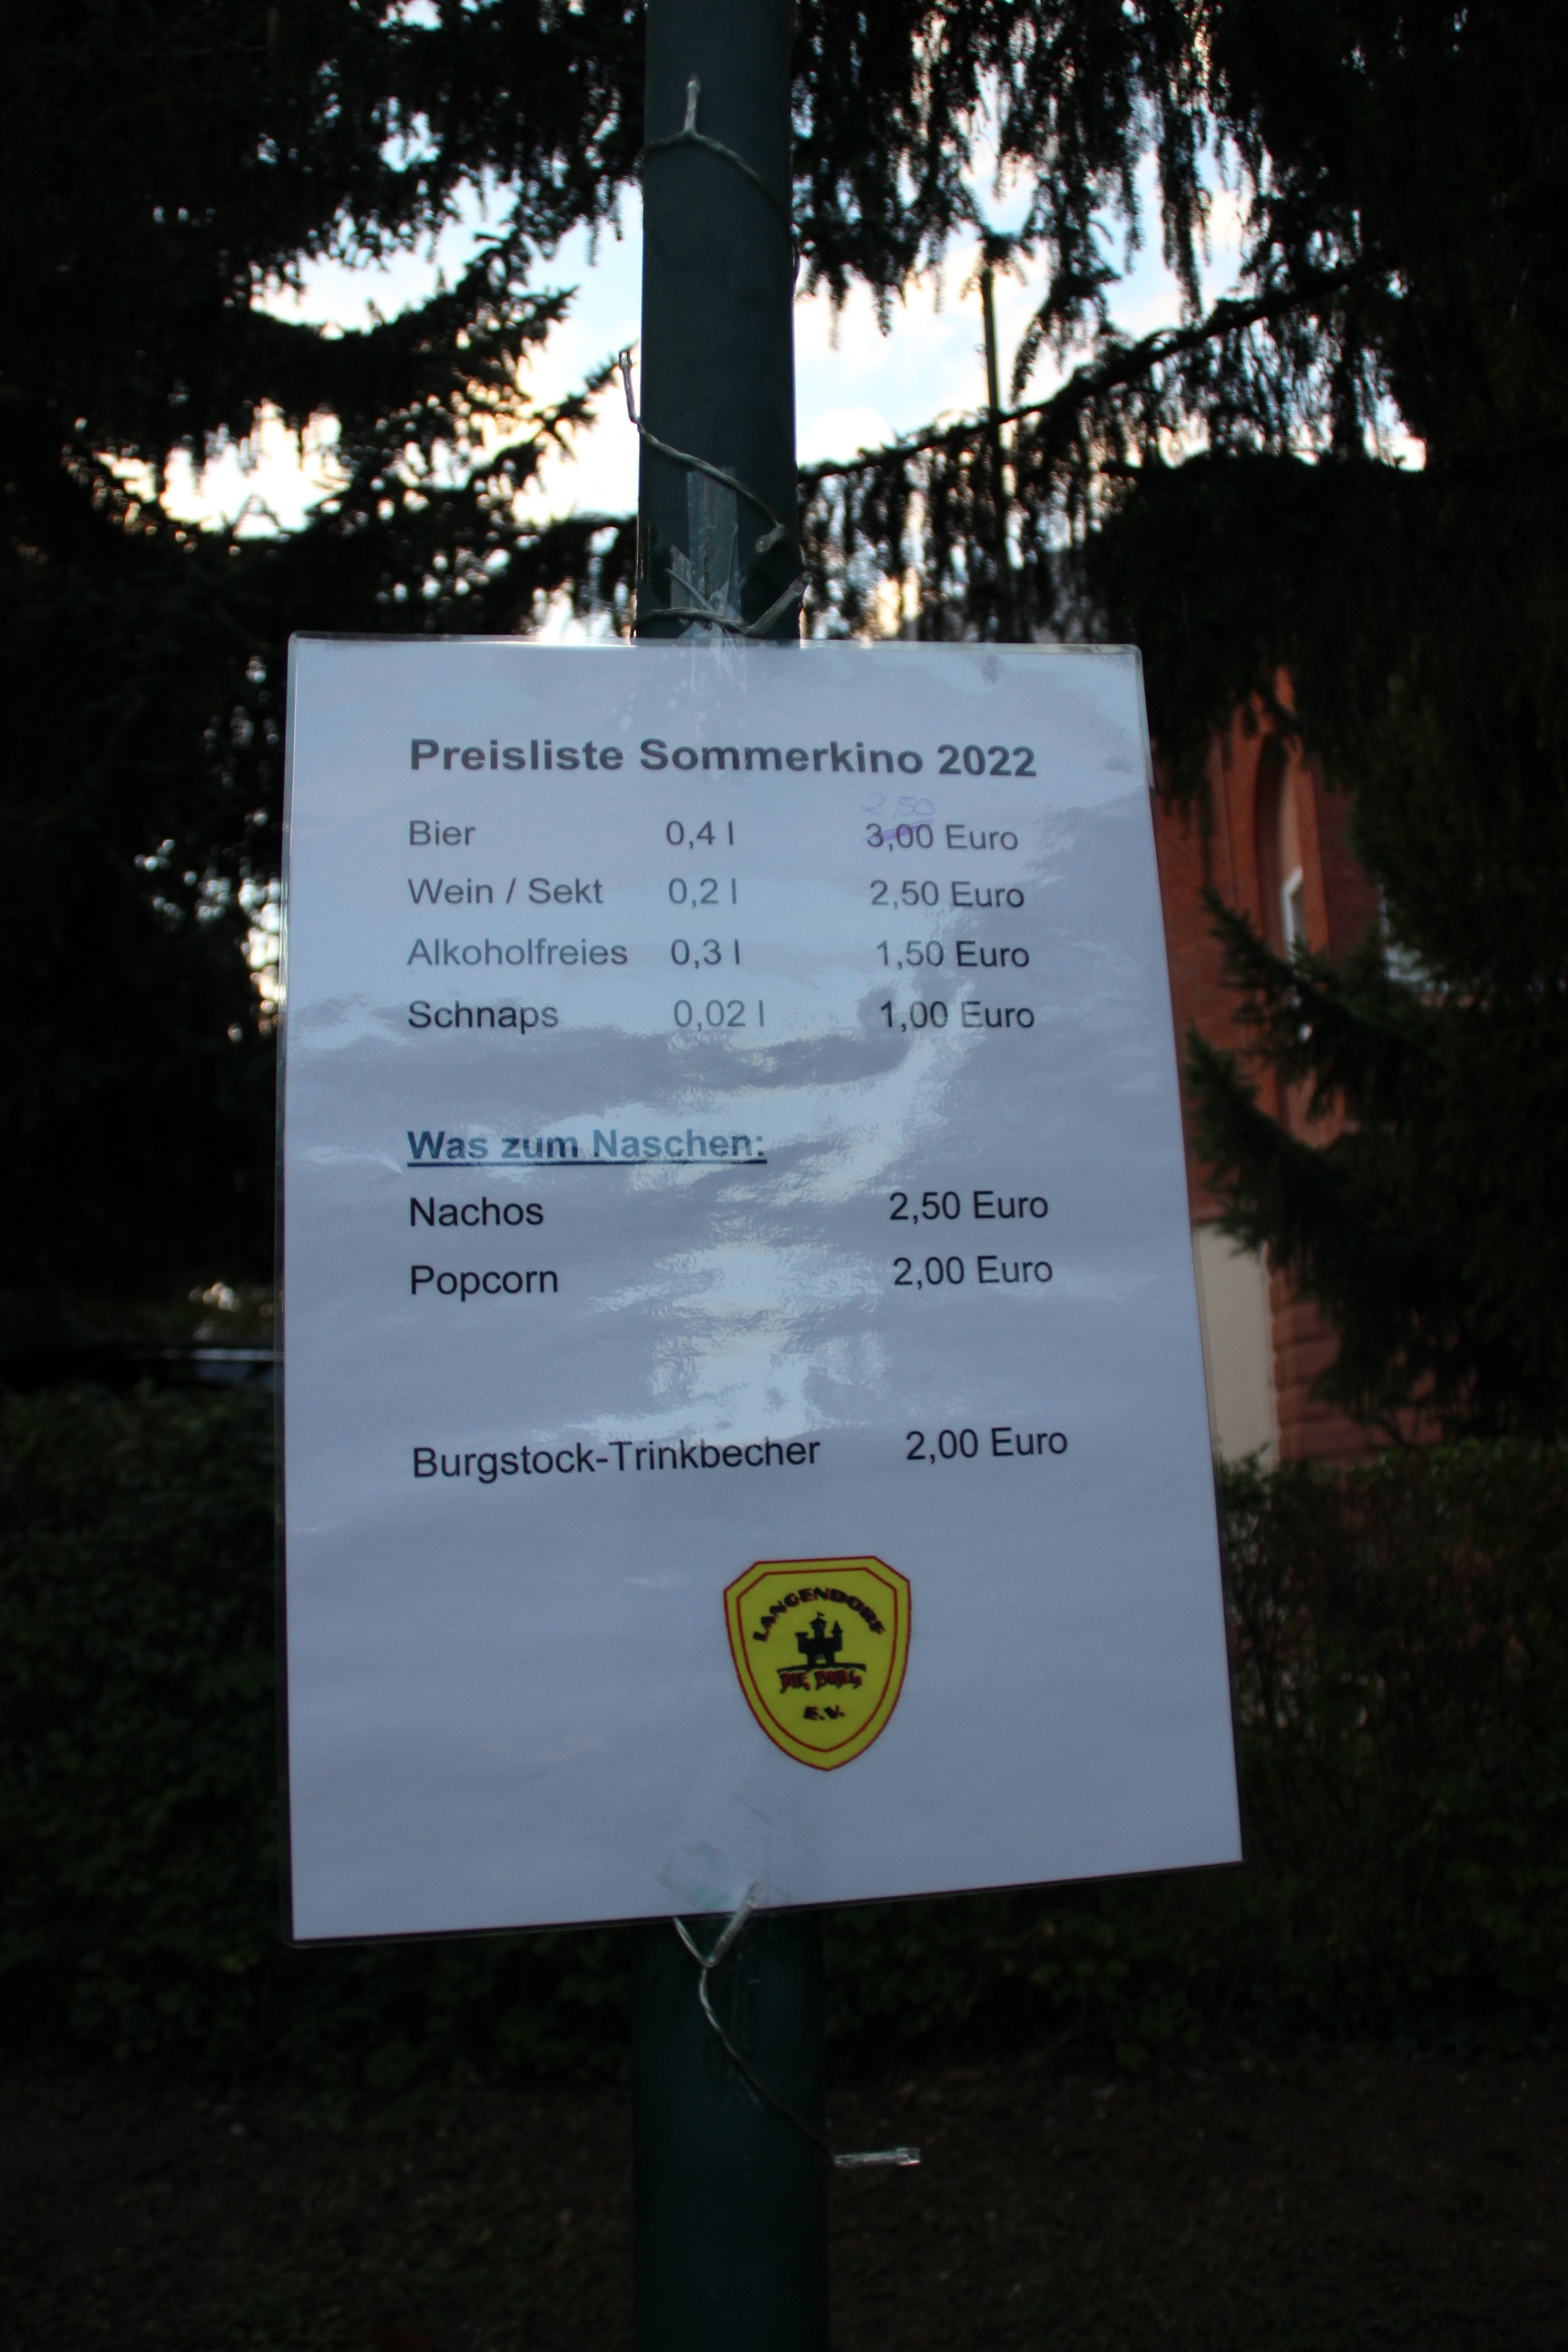 Preisliste Sommerkino 2022
2,50
Bier 0,4 l 3,00 Euro
Wein / Sekt 0,2 l 2,50 Euro
Alkoholfreies 0,3 l 1,50 Euro
Schnaps 0,02 l 1,00 Euro
Was zum Naschen:
Nachos 2,50 Euro
Popcorn 2,00 Euro
Burgstock-Trinkbecher 2,00 Euro
LANGENDORF
DIE BURG
E.V.